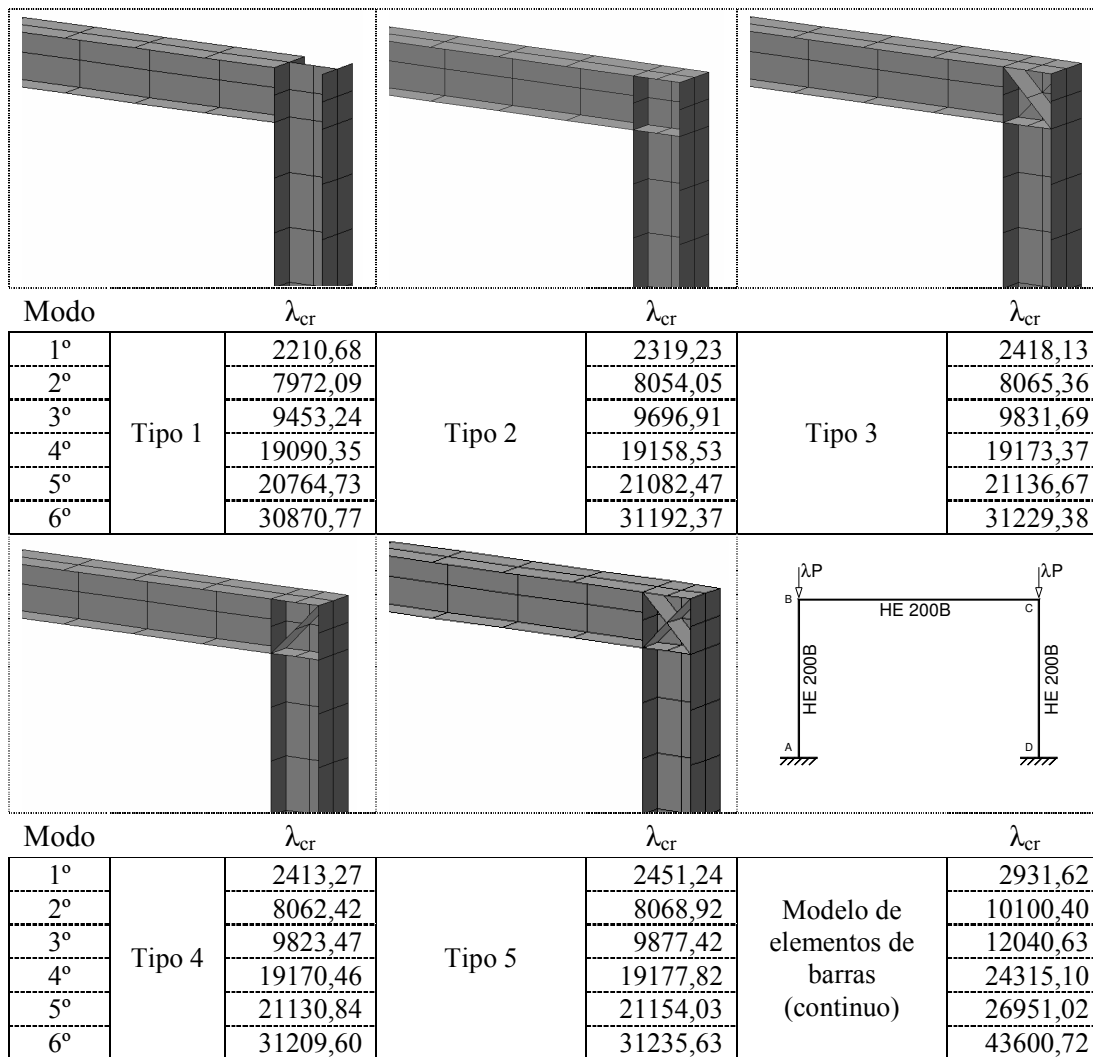 Modo λcr λcr λcr
1º 2210,68 2319,23 2418,13
2º 7972,09 8054,05 8065,36
3º 9453,24 9696,91 9831,69
Tipo 1 Tipo 2 Tipo 3
4º 19090,35 19158,53 19173,37
5º 20764,73 21082,47 21136,67
6º 30870,77 31192,37 31229,38
λP λP
B HE 200B C
HE 200B HE 200B
A D
Modo λcr λcr λcr
1º 2413,27 2451,24 2931,62
2º 8062,42 8068,92 Modelo de 10100,40
3º 9823,47 9877,42 elementos de 12040,63
Tipo 4 Tipo 5
4º 19170,46 19177,82 barras 24315,10
5º 21130,84 21154,03 (continuo) 26951,02
6º 31209,60 31235,63 43600,72